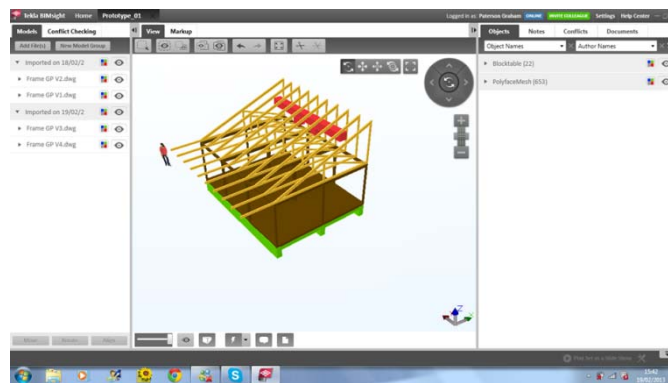 Tekla BIMsight Home Prototype_01
Logged in as Paterson Graham ONLINE INVITE COLLEAGUE Settings Help Center
Models Conflict Checking
View Markup
Objects Notes Conflicts Documents
Add File(s) New Model Group
Object Names Author Names
Imported on 18/02/2
Frame GP V2.dwg
Frame GP V1.dwg
Imported on 19/02/2
Frame GP V3.dwg
Frame GP V4.dwg
Blocktable [22]
PolyfaceMesh [653]
Z
15:42